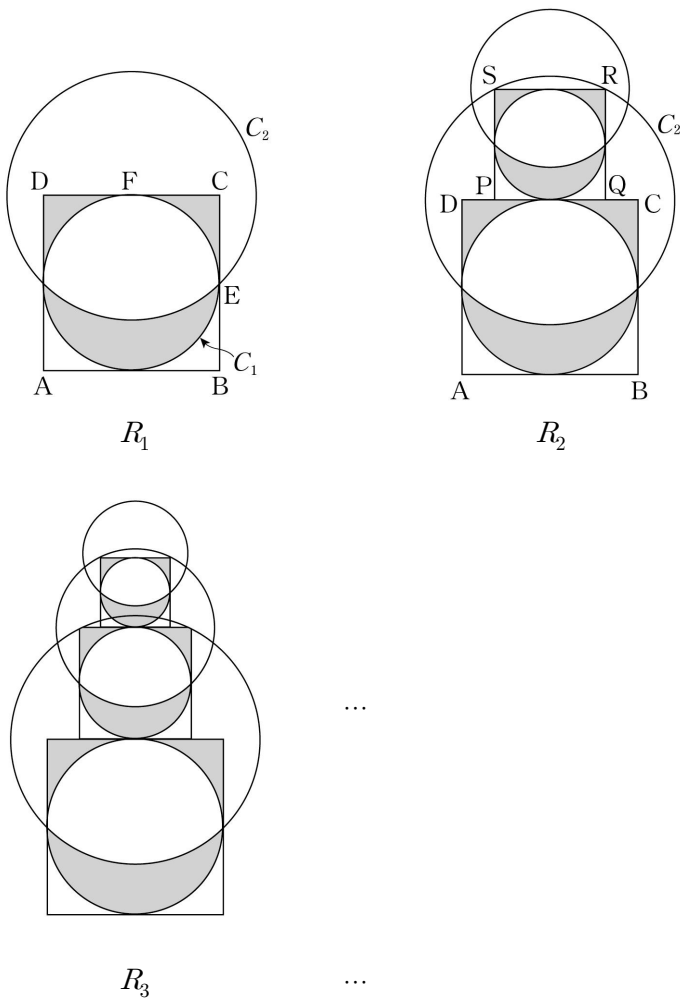 S R
C₂ C₂
D F C D P Q C
E
C₁
A B A B
R₁ R₂
...
R₃ ...